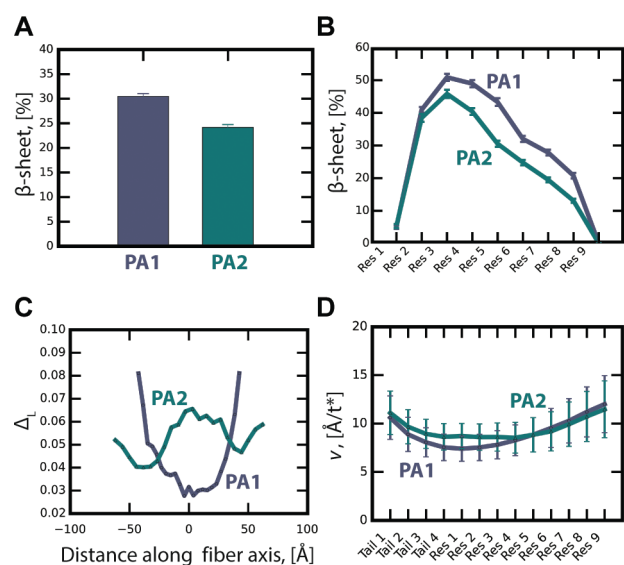 A
β-sheet, [%]
40
35
30
25
20
15
10
5
0
PA1
PA2
B
β-sheet, [%]
60
50
40
30
20
10
0
PA1
PA2
Res 1
Res 2
Res 3
Res 4
Res 5
Res 6
Res 7
Res 8
Res 9
C
ΔL
0.10
0.09
0.08
0.07
0.06
0.05
0.04
0.03
0.02
PA2
PA1
−100
−50
0
50
100
Distance along fiber axis, [Å]
D
v, [Å/t*]
20
15
10
5
0
PA2
PA1
Tail 1
Tail 2
Tail 3
Tail 4
Res 1
Res 2
Res 3
Res 4
Res 5
Res 6
Res 7
Res 8
Res 9